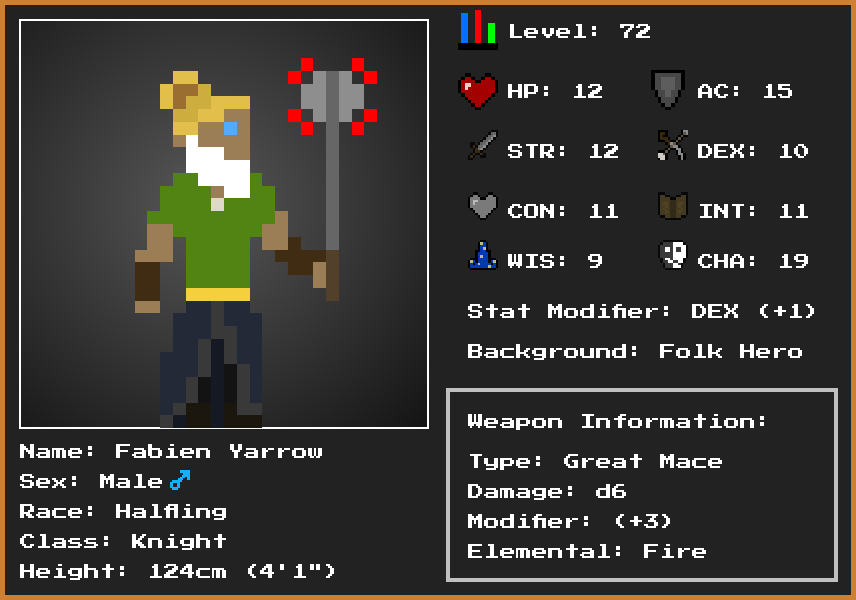 Level: 72
HP: 12
AC: 15
STR: 12
DEX: 10
CON: 11
INT: 11
WIS: 9
CHA: 19
Stat Modifier: DEX (+1)
Background: Folk Hero
Weapon Information:
Type: Great Mace
Damage: d6
Modifier: (+3)
Elemental: Fire
Name: Fabien Yarrow
Sex: Male♂
Race: Halfling
Class: Knight
Height: 124cm (4'1")